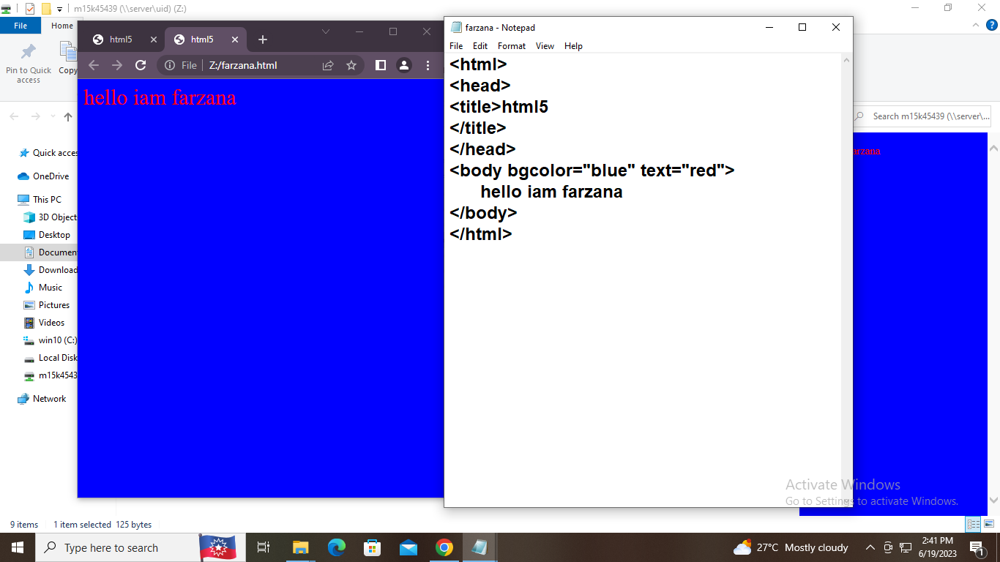 m15k45439 (\\server\uid) (Z:)
File
Home
Pin to Quick
access
Copy
Search m15k45439 (\\server\...
Quick acces
OneDrive
This PC
3D Object
Desktop
Documen
Download
Music
Pictures
Videos
win10 (C:)
Local Disk
m15k4543
Network
9 items
1 item selected 125 bytes
html5
html5
File
Z:/farzana.html
hello iam farzana
farzana - Notepad
File Edit Format View Help
<html>
<head>
<title>html5
</title>
</head>
<body bgcolor="blue" text="red">
hello iam farzana
</body>
</html>
arzana
Activate Windows
Go to Settings to activate Windows.
Type here to search
27°C Mostly cloudy
2:41 PM
6/19/2023
1